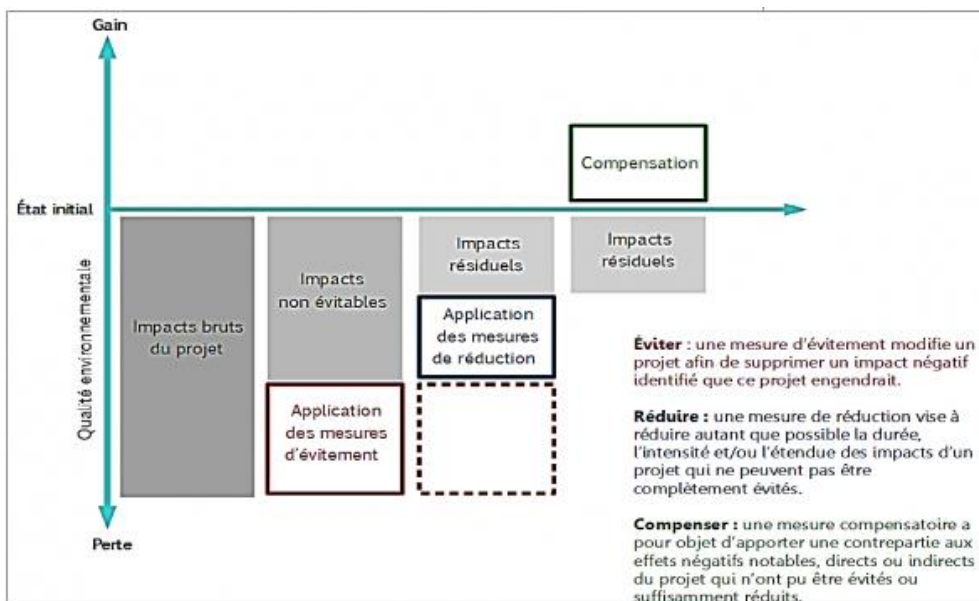 Gain
Compensation
État initial
Qualité environnementale
Impacts bruts
du projet
Impacts
non évitables
Application
des mesures
d'évitement
Impacts
résiduels
Application
des mesures
de réduction
Impacts
résiduels
Perte
Éviter : une mesure d'évitement modifie un
projet afin de supprimer un impact négatif
identifié que ce projet engendrait.
Réduire : une mesure de réduction vise à
réduire autant que possible la durée,
l'intensité et/ou l'étendue des impacts d'un
projet qui ne peuvent pas être
complètement évités.
Compenser : une mesure compensatoire a
pour objet d'apporter une contrepartie aux
effets négatifs notables, directs ou indirects
du projet qui n'ont pu être évités ou
suffisamment réduits.